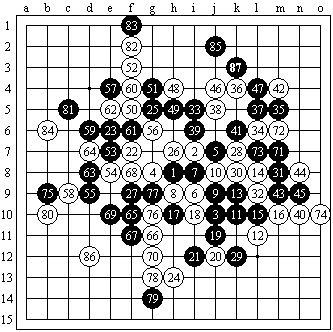 a b c d e f g h i j k l m n o
1 83
2 82 85
3 52 87
4 57 60 51 48 46 36 47 42
5 81 62 50 25 49 33 38 37 35
6 84 59 23 61 56 39 41 34 72
7 64 53 22 26 2 5 28 73 71
8 63 54 68 4 1 7 10 30 14 31 44
9 75 58 55 27 77 8 6 9 13 32 43 45
10 80 69 65 76 17 18 3 11 15 16 40 74
11 67 66 19 12
12 86 70 21 20 29
13 78 24
14 79
15